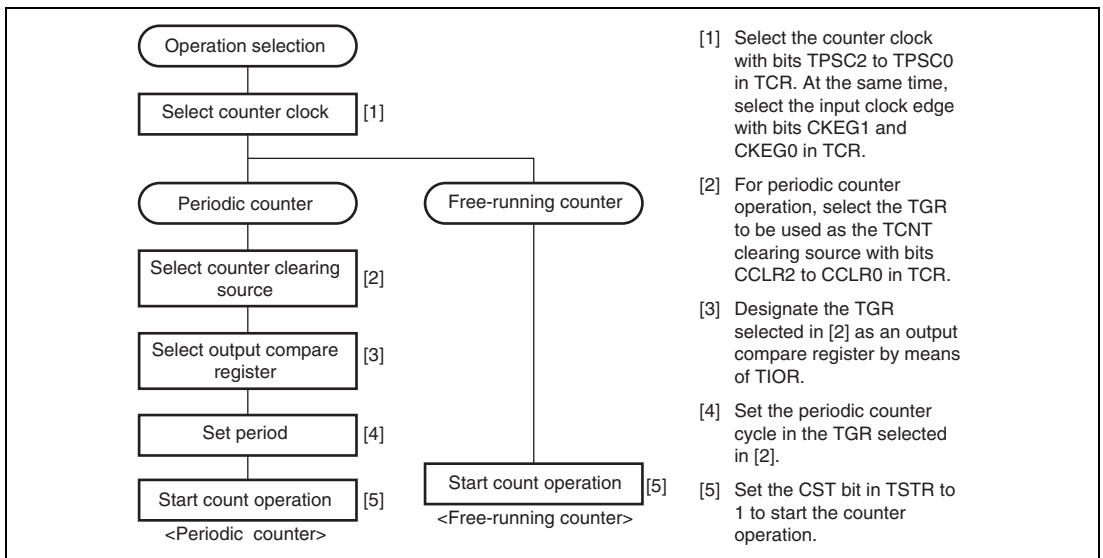 Operation selection
Select counter clock
[1]
Periodic counter
Free-running counter
Select counter clearing
source
[2]
Select output compare
register
[3]
Set period
[4]
Start count operation
[5]
<Periodic counter>
Start count operation
[5]
<Free-running counter>
[1] Select the counter clock
with bits TPSC2 to TPSC0
in TCR. At the same time,
select the input clock edge
with bits CKEG1 and
CKEG0 in TCR.
[2] For periodic counter
operation, select the TGR
to be used as the TCNT
clearing source with bits
CCLR2 to CCLR0 in TCR.
[3] Designate the TGR
selected in [2] as an output
compare register by means
of TIOR.
[4] Set the periodic counter
cycle in the TGR selected
in [2].
[5] Set the CST bit in TSTR to
1 to start the counter
operation.